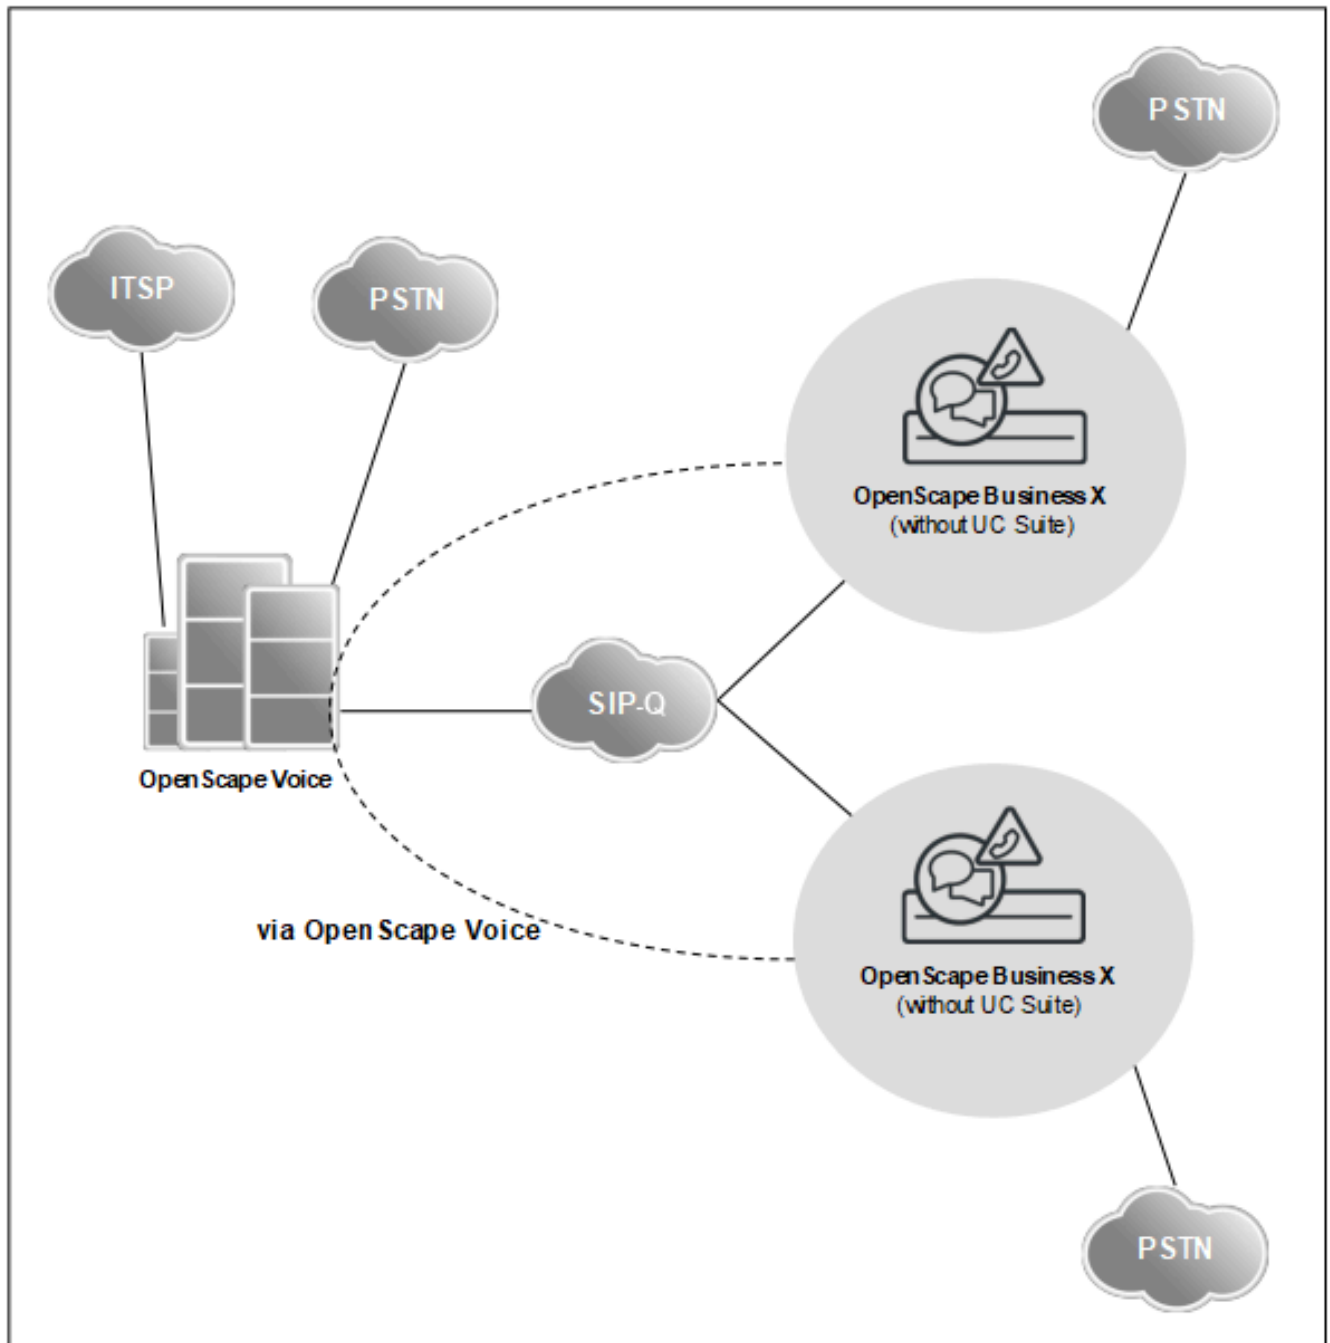 PSTN
ITSP
PSTN
OpenScape Business X
(without UC Suite)
SIP-Q
OpenScape Voice
via OpenScape Voice
OpenScape Business X
(without UC Suite)
PSTN